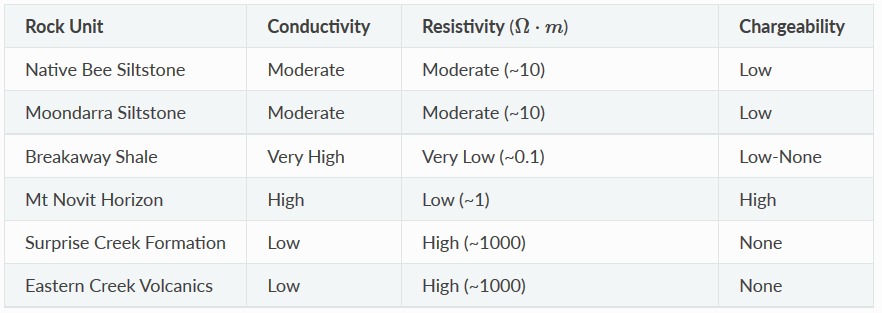 Rock Unit Conductivity Resistivity (Ω · m) Chargeability
Native Bee Siltstone Moderate Moderate (~10) Low
Moondarra Siltstone Moderate Moderate (~10) Low
Breakaway Shale Very High Very Low (~0.1) Low-None
Mt Novit Horizon High Low (~1) High
Surprise Creek Formation Low High (~1000) None
Eastern Creek Volcanics Low High (~1000) None